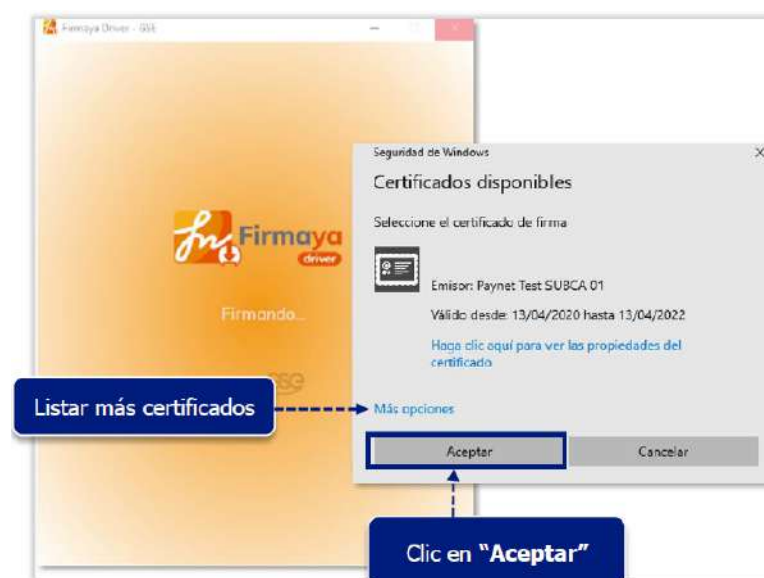 Firmaya Driver - GSE
Seguridad de Windows
Certificados disponibles
Seleccione el certificado de firma
Emisor: Paynet Test SUBCA 01
Válido desde: 13/04/2020 hasta 13/04/2022
Haga clic aquí para ver las propiedades del
certificado
Firmaya
driver
Firmando...
gse
Listar más certificados
Más opciones
Aceptar
Cancelar
Clic en "Aceptar"